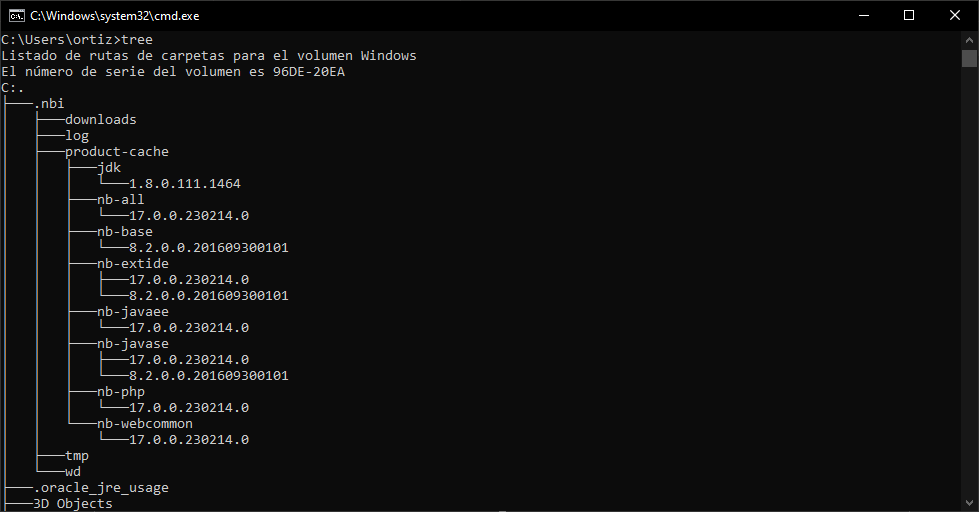 C:\Windows\system32\cmd.exe
C:\Users\ortiz>tree
Listado de rutas de carpetas para el volumen Windows
El número de serie del volumen es 96DE-20EA
C:.
├───.nbi
│   ├───downloads
│   ├───log
│   ├───product-cache
│   │   ├───jdk
│   │   │   └───1.8.0.111.1464
│   │   ├───nb-all
│   │   │   └───17.0.0.230214.0
│   │   ├───nb-base
│   │   │   └───8.2.0.0.201609300101
│   │   ├───nb-extide
│   │   │   ├───17.0.0.230214.0
│   │   │   └───8.2.0.0.201609300101
│   │   ├───nb-javaee
│   │   │   └───17.0.0.230214.0
│   │   ├───nb-javase
│   │   │   ├───17.0.0.230214.0
│   │   │   └───8.2.0.0.201609300101
│   │   ├───nb-php
│   │   │   └───17.0.0.230214.0
│   │   └───nb-webcommon
│   │       └───17.0.0.230214.0
│   ├───tmp
│   └───wd
├───.oracle_jre_usage
├───3D Objects